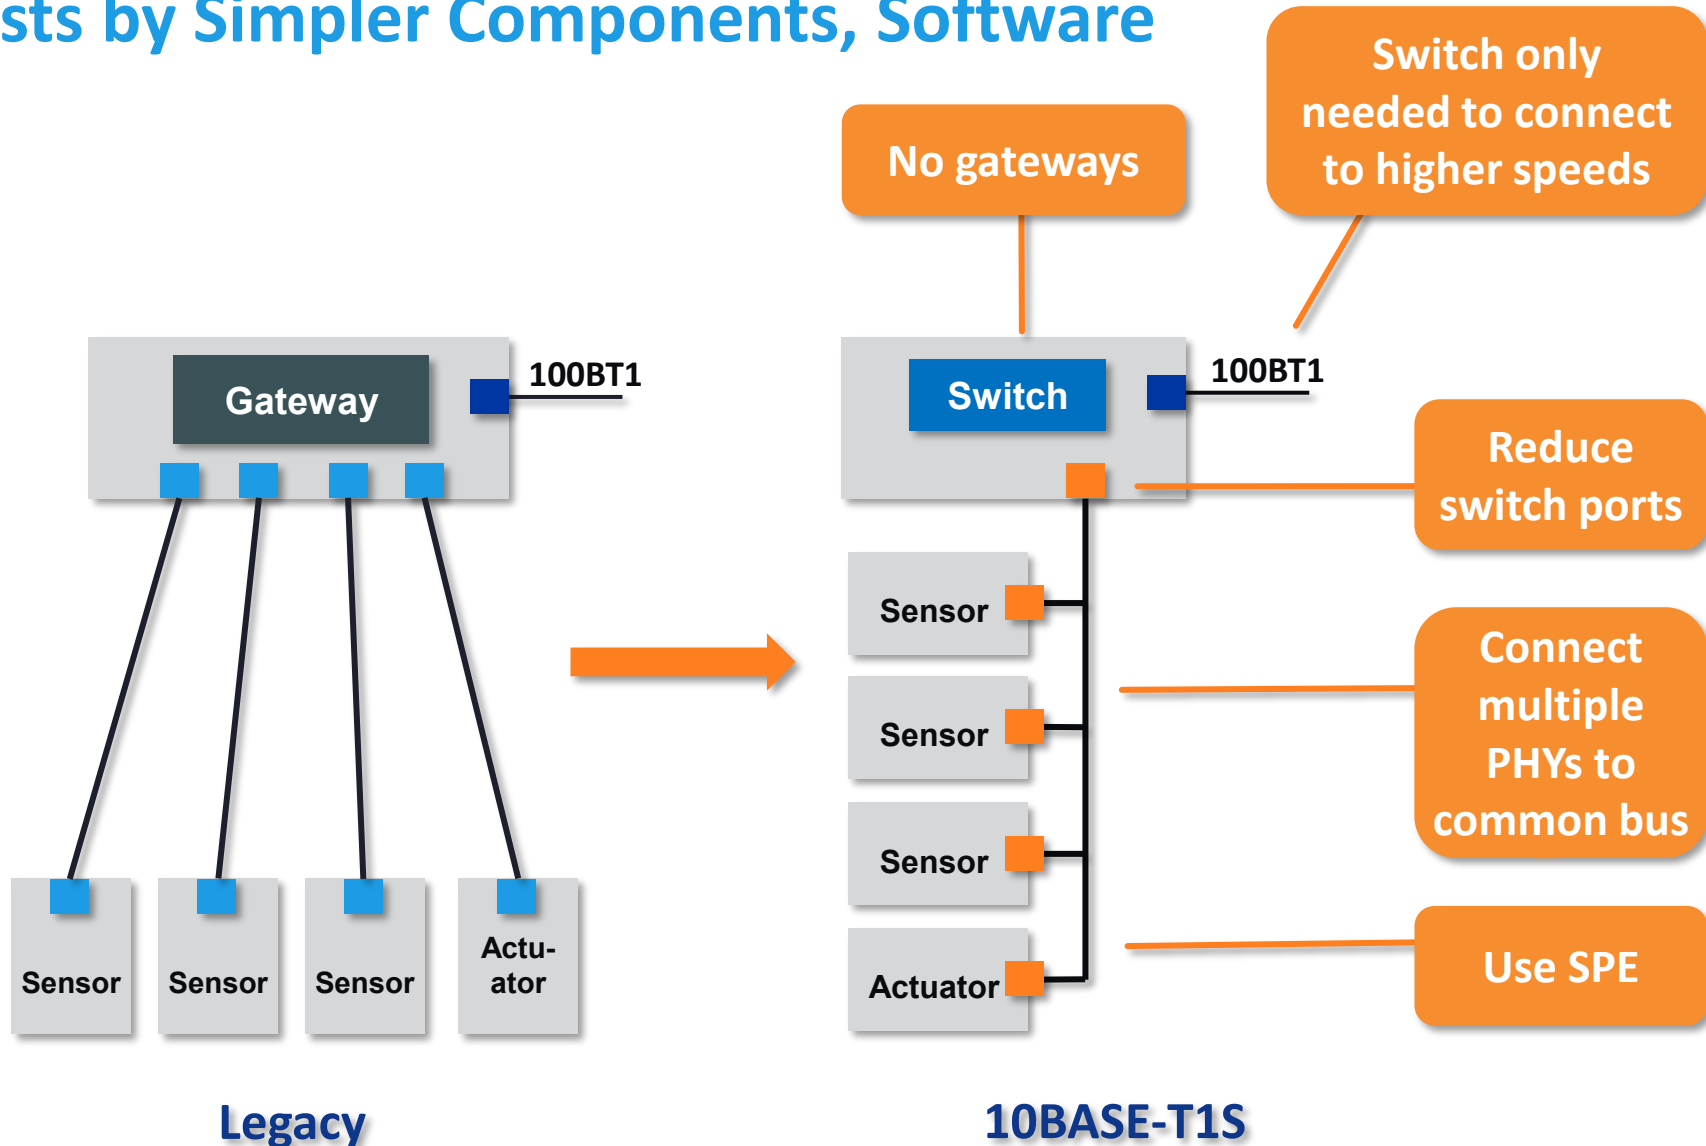 sts by Simpler Components, Software
Switch only
needed to connect
to higher speeds
No gateways
Gateway
100BT1
Switch
100BT1
Reduce
switch ports
Sensor
Sensor
Connect
multiple
PHYs to
common bus
Sensor
Actuator
Use SPE
Sensor
Sensor
Sensor
Actu-
ator
Legacy
10BASE-T1S